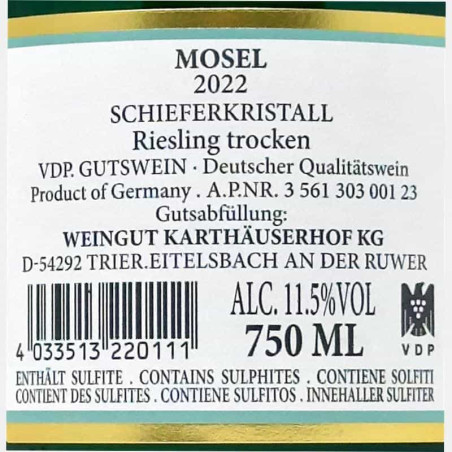 MOSEL
2022
SCHIEFERKRISTALL
Riesling trocken
VDP. GUTSWEIN · Deutscher Qualitätswein
Product of Germany . A.P.NR. 3 561 303 001 23
Gutsabfüllung:
WEINGUT KARTHÄUSERHOF KG
D-54292 TRIER.EITELSBACH AN DER RUWER
ALC. 11.5%VOL
750 ML
VDP
4 033513 220111
ENTHÄLT SULFITE . CONTAINS SULPHITES . CONTIENE SOLFITI
CONTIENT DES SULFITES . CONTIENE SULFITOS . INNEHALLER SULFITER